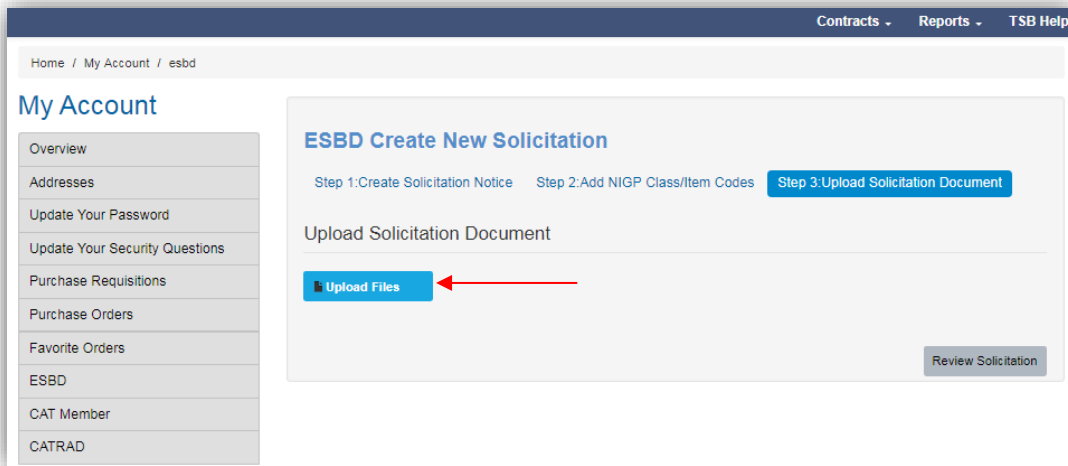 Contracts Reports TSB Help
Home / My Account / esbd
My Account
Overview
Addresses
Update Your Password
Update Your Security Questions
Purchase Requisitions
Purchase Orders
Favorite Orders
ESBD
CAT Member
CATRAD
ESBD Create New Solicitation
Step 1:Create Solicitation Notice Step 2:Add NIGP Class/Item Codes Step 3:Upload Solicitation Document
Upload Solicitation Document
Upload Files
Review Solicitation